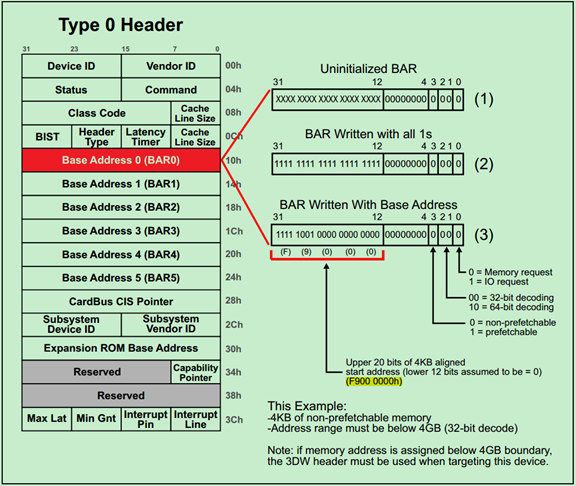 Type 0 Header
31 23 15 7 0
Device ID Vendor ID 00h
Status Command 04h
Class Code Cache Line Size 08h
BIST Header Type Latency Timer Cache Line Size 0Ch
Base Address 0 (BAR0) 10h
Base Address 1 (BAR1) 14h
Base Address 2 (BAR2) 18h
Base Address 3 (BAR3) 1Ch
Base Address 4 (BAR4) 20h
Base Address 5 (BAR5) 24h
CardBus CIS Pointer 28h
Subsystem Device ID Subsystem Vendor ID 2Ch
Expansion ROM Base Address 30h
Reserved Capability Pointer 34h
Reserved 38h
Max Lat Min Gnt Interrupt Pin Interrupt Line 3Ch
Uninitialized BAR
31 12 4 3 2 1 0
XXXX XXXX XXXX XXXX XXXX 00000000 0 0 0 0 (1)
BAR Written with all 1s
31 12 4 3 2 1 0
1111 1111 1111 1111 1111 00000000 0 0 0 0 (2)
BAR Written With Base Address
31 12 4 3 2 1 0
1111 1001 0000 0000 0000 00000000 0 0 0 0 (3)
(F) (9) (0) (0) (0)
0 = Memory request
1 = IO request
00 = 32-bit decoding
10 = 64-bit decoding
0 = non-prefetchable
1 = prefetchable
Upper 20 bits of 4KB aligned
start address (lower 12 bits assumed to be = 0)
(F900 0000h)
This Example:
-4KB of non-prefetchable memory
-Address range must be below 4GB (32-bit decode)
Note: if memory address is assigned below 4GB boundary,
the 3DW header must be used when targeting this device.